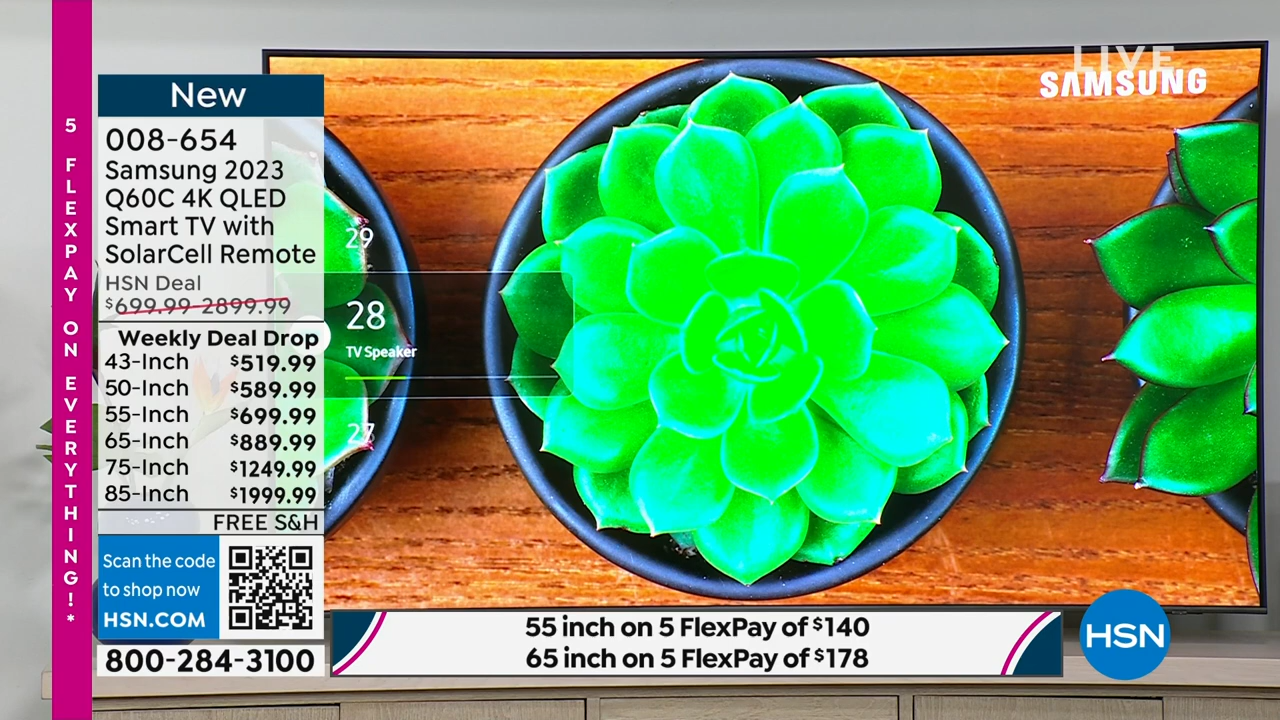 5 FLEXPAY ON EVERYTHING!*
New
008-654
Samsung 2023
Q60C 4K QLED
Smart TV with
SolarCell Remote
HSN Deal
$699.99-2899.99
Weekly Deal Drop
43-Inch $519.99
50-Inch $589.99
55-Inch $699.99
65-Inch $889.99
75-Inch $1249.99
85-Inch $1999.99
FREE S&H
Scan the code
to shop now
HSN.COM
800-284-3100
29
28
TV Speaker
27
LIVE
SAMSUNG
55 inch on 5 FlexPay of $140
65 inch on 5 FlexPay of $178
HSN